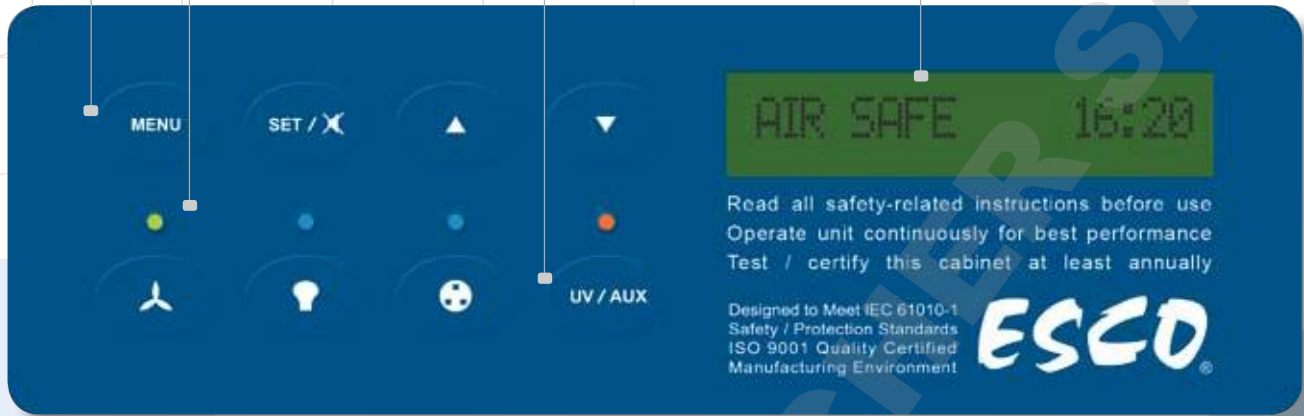 MENU
SET /
UV / AUX
AIR SAFE 16:20
Read all safety-related instructions before use
Operate unit continuously for best performance
Test / certify this cabinet at least annually
Designed to Meet IEC 61010-1
Safety / Protection Standards
ISO 9001 Quality Certified
Manufacturing Environment
ESCO®